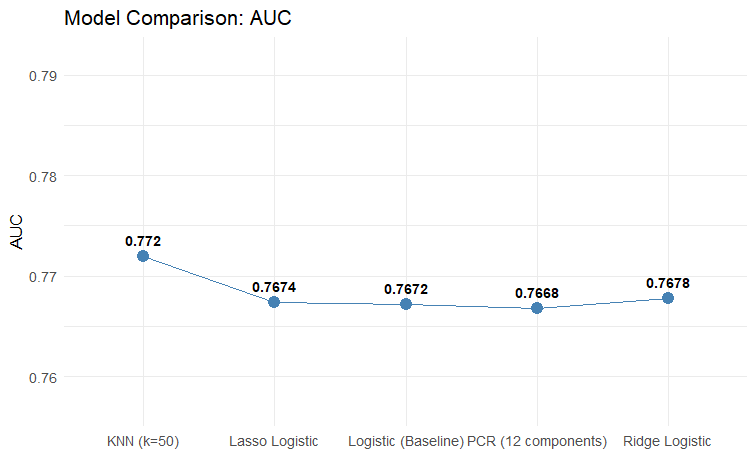 Model Comparison: AUC
0.79
0.78
0.77
0.76
AUC
0.772
0.7674
0.7672
0.7668
0.7678
KNN (k=50)
Lasso Logistic
Logistic (Baseline)
PCR (12 components)
Ridge Logistic